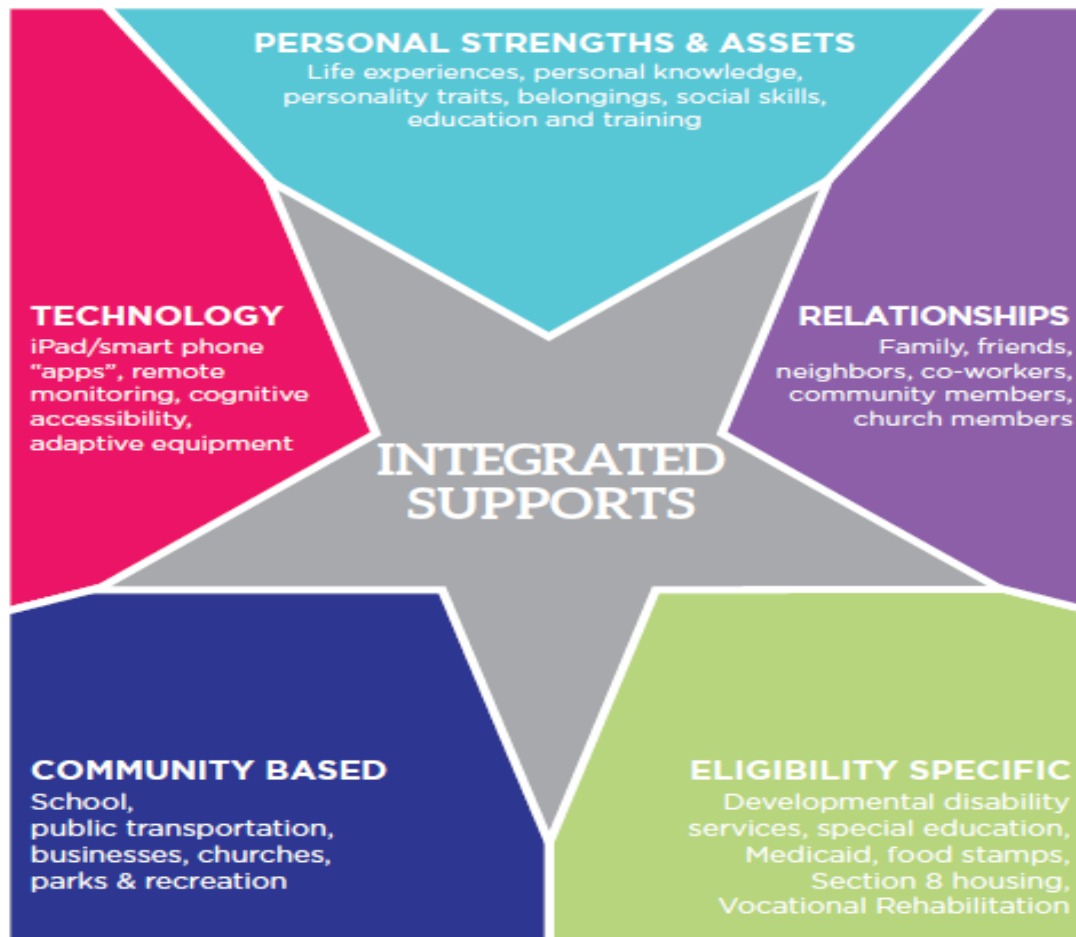 PERSONAL STRENGTHS & ASSETS
Life experiences, personal knowledge,
personality traits, belongings, social skills,
education and training
TECHNOLOGY
iPad/smart phone
“apps”, remote
monitoring, cognitive
accessibility,
adaptive equipment
RELATIONSHIPS
Family, friends,
neighbors, co-workers,
community members,
church members
INTEGRATED
SUPPORTS
COMMUNITY BASED
School,
public transportation,
businesses, churches,
parks & recreation
ELIGIBILITY SPECIFIC
Developmental disability
services, special education,
Medicaid, food stamps,
Section 8 housing,
Vocational Rehabilitation